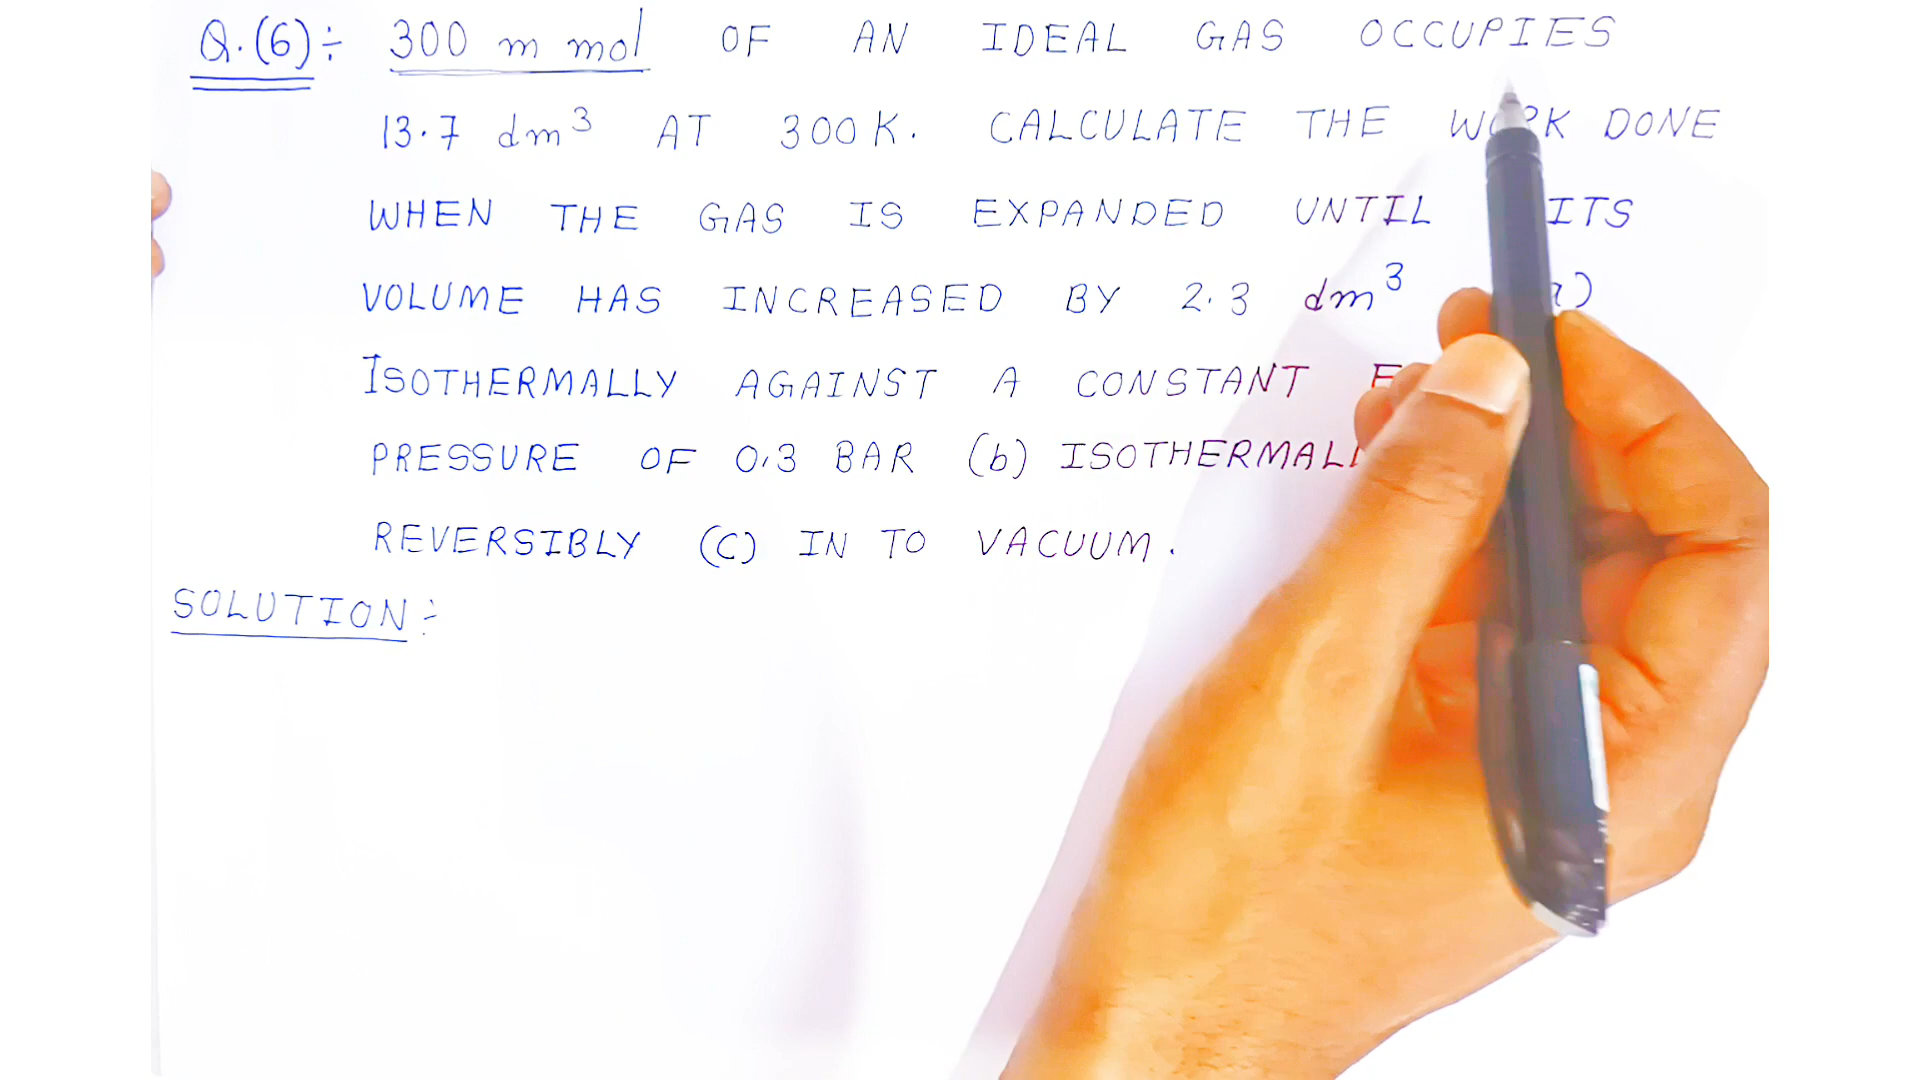 Q.(6)÷ 300 m mol OF AN IDEAL GAS OCCUPIES
13.7 dm³ AT 300K. CALCULATE THE WORK DONE
WHEN THE GAS IS EXPANDED UNTIL ITS
VOLUME HAS INCREASED BY 2.3 dm³
ISOTHERMALLY AGAINST A CONSTANT
PRESSURE OF 0.3 BAR (b)
REVERSIBLY (C) IN TO VACUUM.
SOLUTION÷